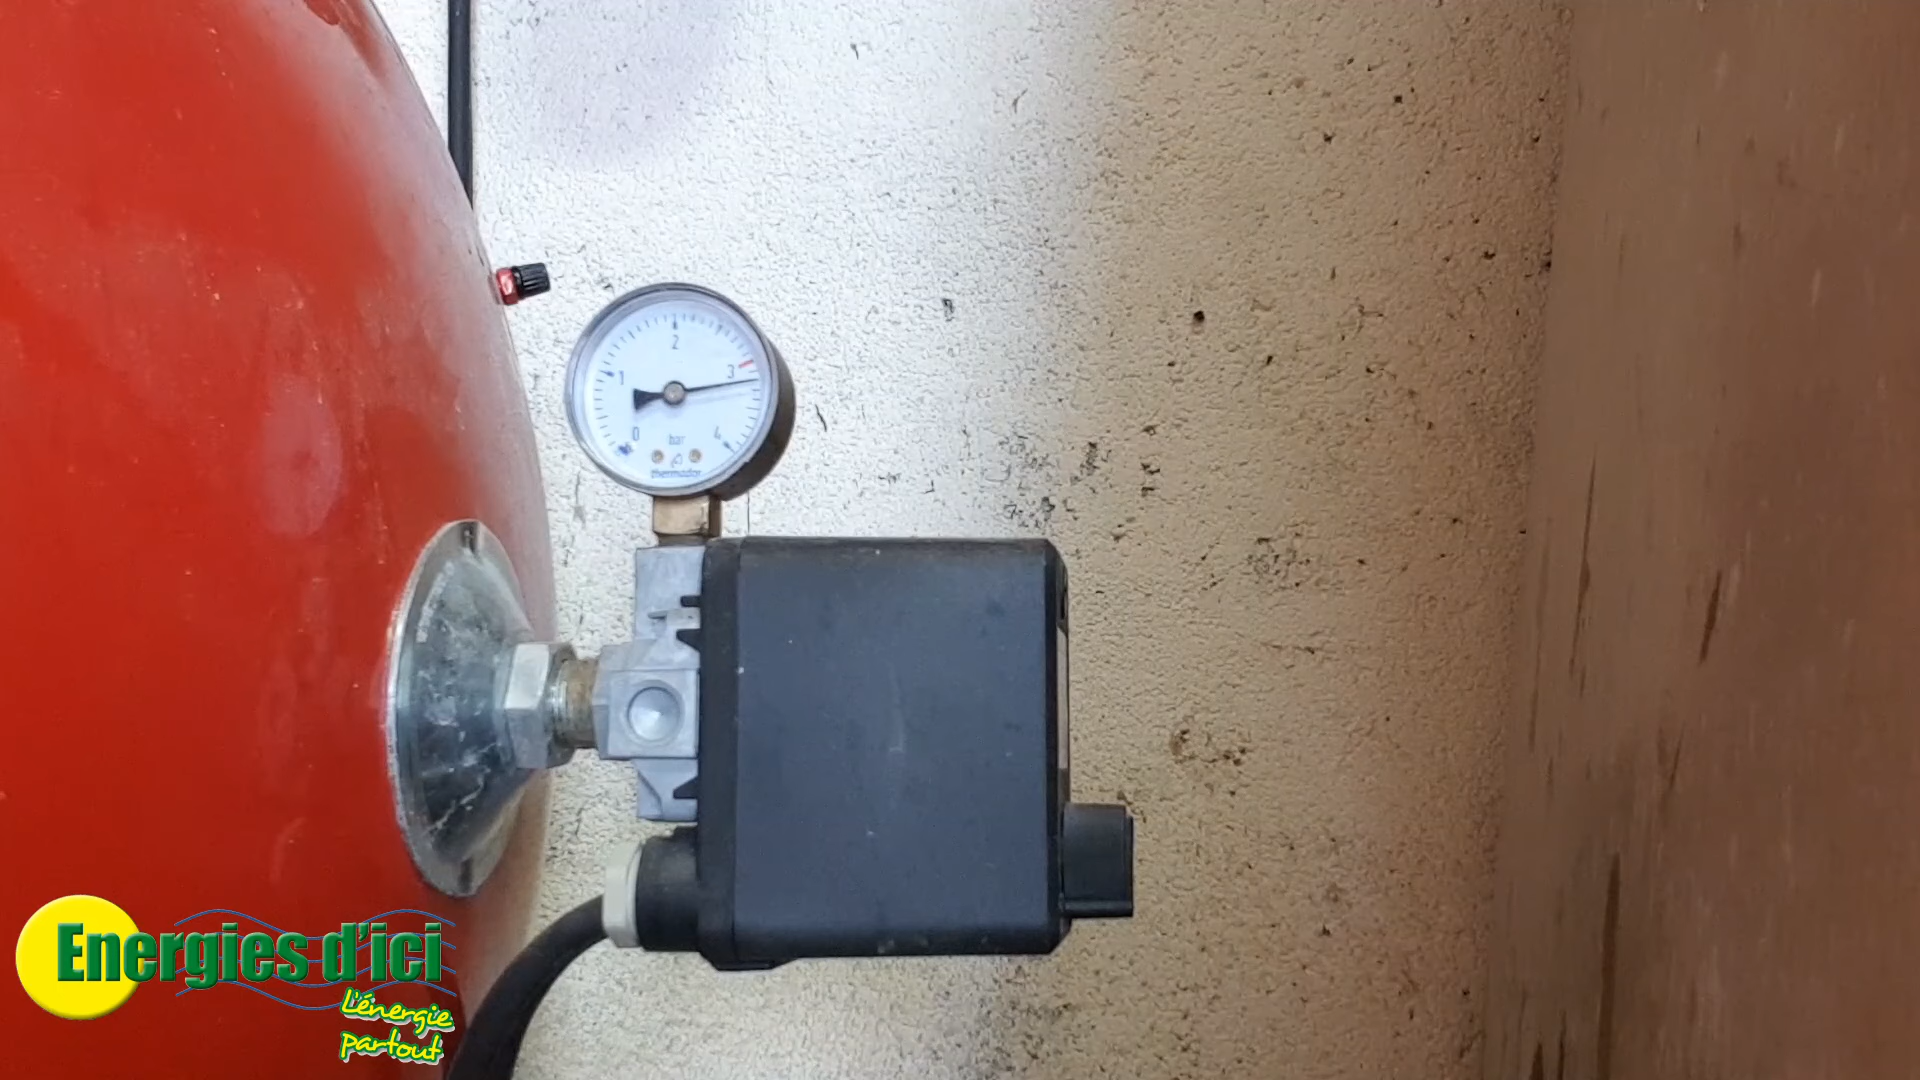 2
1
3
0
bar
4
thermador
Energies d'ici
L'énergie
partout